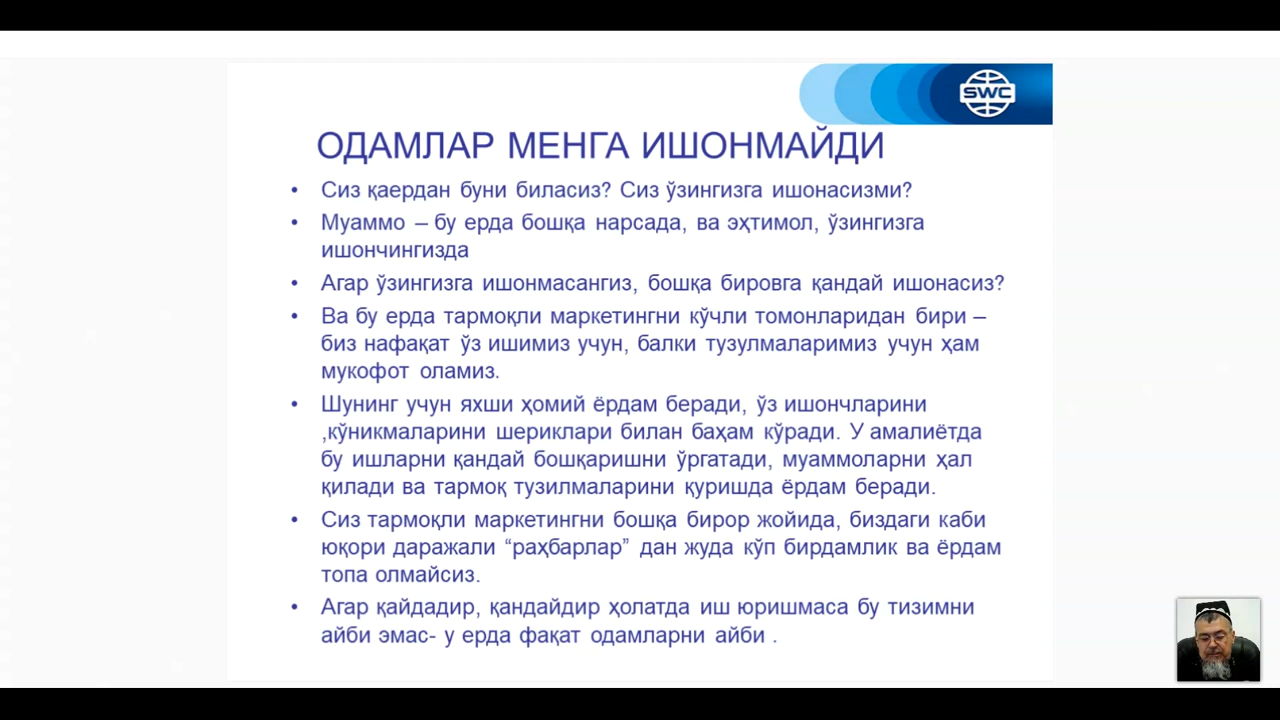 SWC
ОДАМЛАР МЕНГА ИШОНМАЙДИ
• Сиз қаердан буни биласиз? Сиз ўзингизга ишонасизми?
• Муаммо – бу ерда бошқа нарсада, ва эҳтимол, ўзингизга
ишончингизда
• Агар ўзингизга ишонмасангиз, бошқа бировга қандай ишонасиз?
• Ва бу ерда тармоқли маркетингни кўчли томонларидан бири –
биз нафақат ўз ишимиз учун, балки тузулмаларимиз учун ҳам
мукофот оламиз.
• Шунинг учун яхши ҳомий ёрдам беради, ўз ишончларини
,кўникмаларини шериклари билан баҳам кўради. У амалиётда
бу ишларни қандай бошқаришни ўргатади, муаммоларни ҳал
қилади ва тармоқ тузилмаларини қуришда ёрдам беради.
• Сиз тармоқли маркетингни бошқа бирор жойида, биздаги каби
юқори даражали “раҳбарлар” дан жуда кўп бирдамлик ва ёрдам
топа олмайсиз.
• Агар қайдадир, қандайдир ҳолатда иш юришмаса бу тизимни
айби эмас- у ерда фақат одамларни айби .